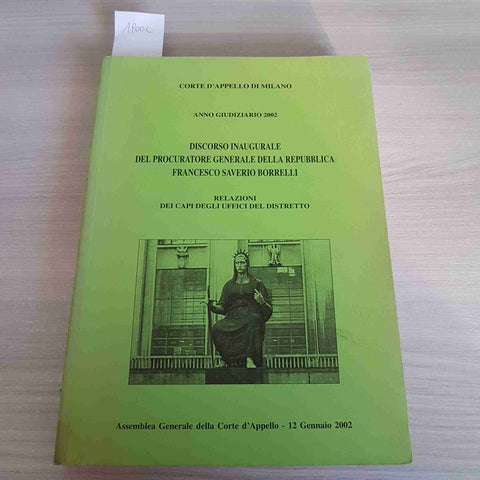 CORTE D'APPELLO DI MILANO
ANNO GIUDIZIARIO 2002
DISCORSO INAUGURALE
DEL PROCURATORE GENERALE DELLA REPUBBLICA
FRANCESCO SAVERIO BORRELLI
RELAZIONI
DEI CAPI DEGLI UFFICI DEL DISTRETTO
Assemblea Generale della Corte d'Appello - 12 Gennaio 2002